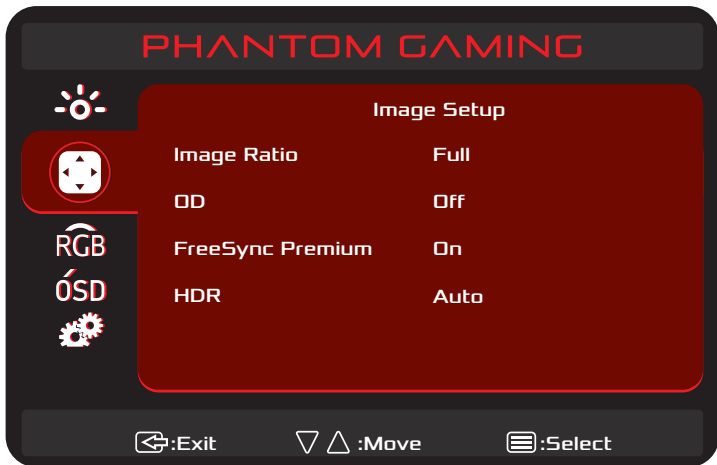 PHANTOM GAMING
Image Setup
Image Ratio Full
OD Off
RGB
FreeSync Premium On
OSD
HDR Auto
:Exit :Move :Select